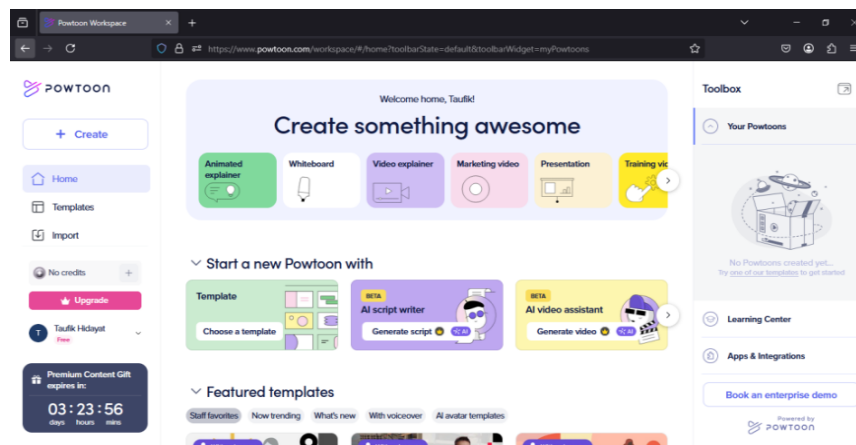 Powtoon Workspace
https://www.powtoon.com/workspace/#/home?toolbarState=default&toolbarWidget=myPowtoons
POWTOON
+ Create
Home
Templates
Import
No credits +
Upgrade
T
Taufik Hidayat
Free
Premium Content Gift
expires in:
03 : 23 : 56
days hours mins
Welcome home, Taufik!
Create something awesome
Animated
explainer
Whiteboard
Video explainer
Marketing video
Presentation
Training vic
Start a new Powtoon with
Template
Choose a template
BETA
AI script writer
Generate script
AI
BETA
AI video assistant
Generate video
AI
Featured templates
Staff favorites
Now trending
What's new
With voiceover
AI avatar templates
Toolbox
Your Powtoons
No Powtoons created yet...
Try one of our templates to get started
Learning Center
Apps & Integrations
Book an enterprise demo
Powered by
POWTOON